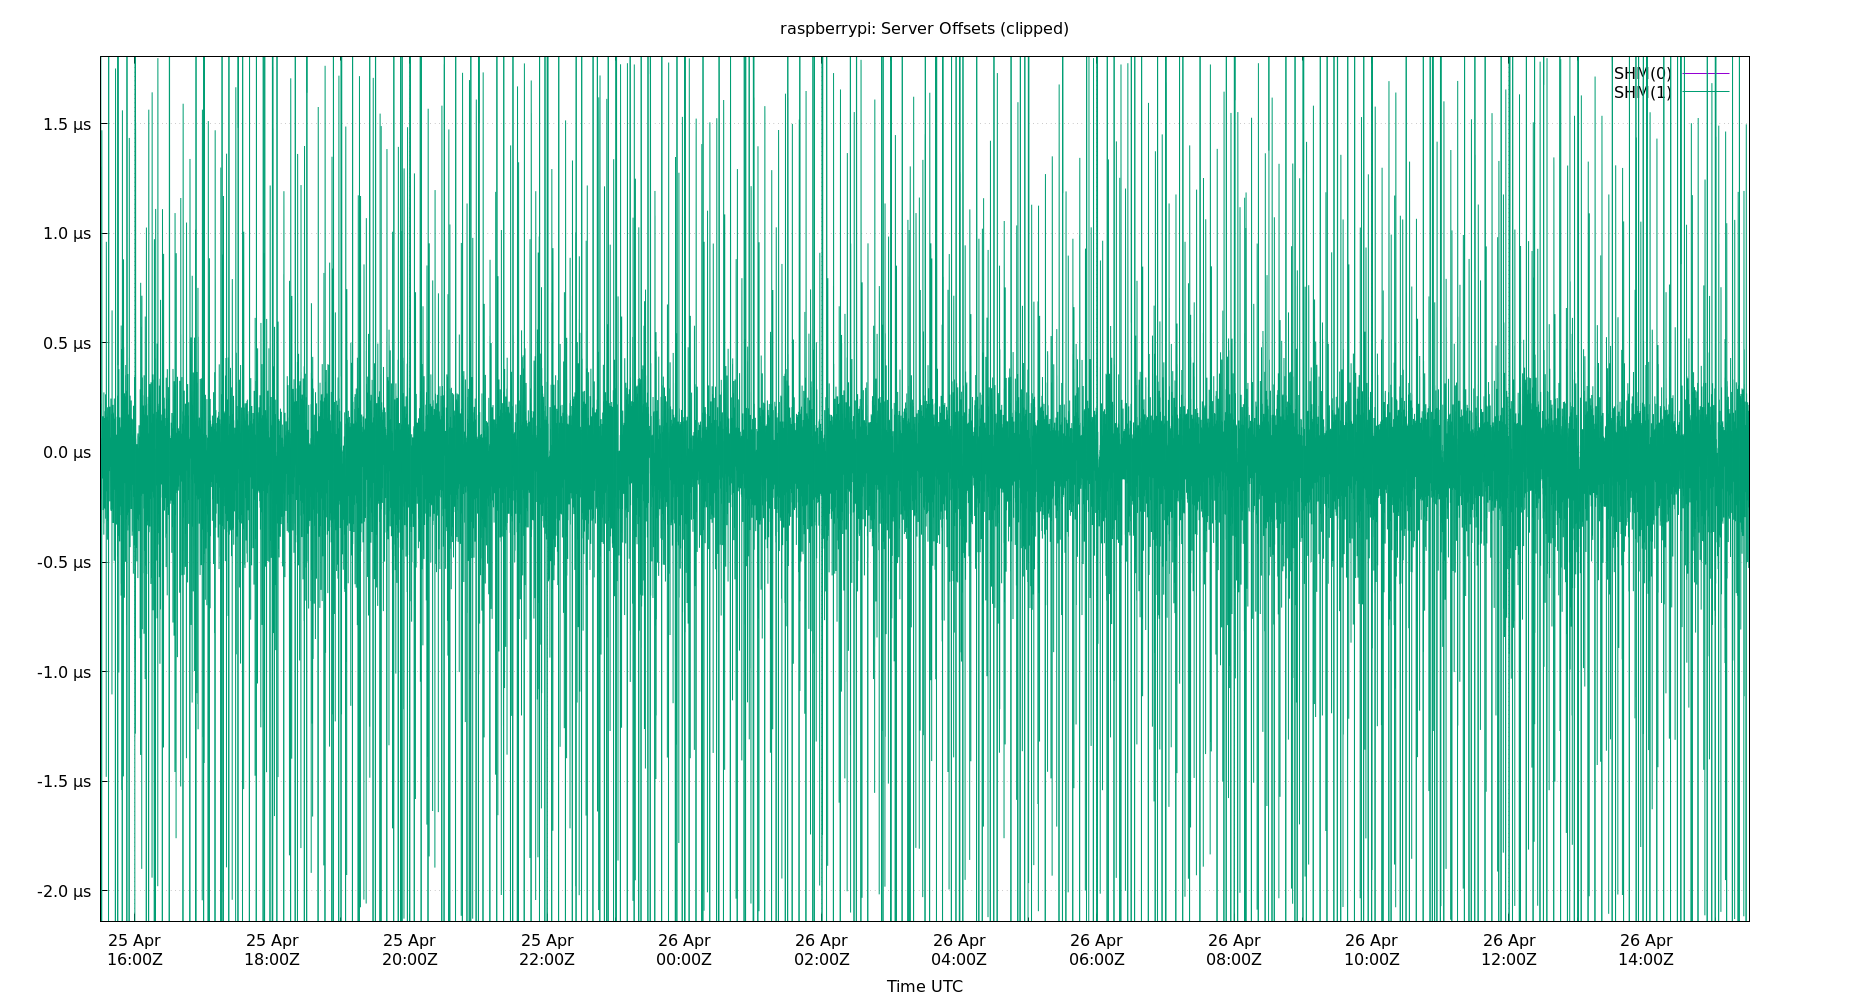 raspberrypi: Server Offsets (clipped)
SHM(0)
SHM(1)
1.5 µs
1.0 µs
0.5 µs
0.0 µs
-0.5 µs
-1.0 µs
-1.5 µs
-2.0 µs
25 Apr 25 Apr 25 Apr 25 Apr 26 Apr 26 Apr 26 Apr 26 Apr 26 Apr 26 Apr 26 Apr 26 Apr
16:00Z 18:00Z 20:00Z 22:00Z 00:00Z 02:00Z 04:00Z 06:00Z 08:00Z 10:00Z 12:00Z 14:00Z
Time UTC